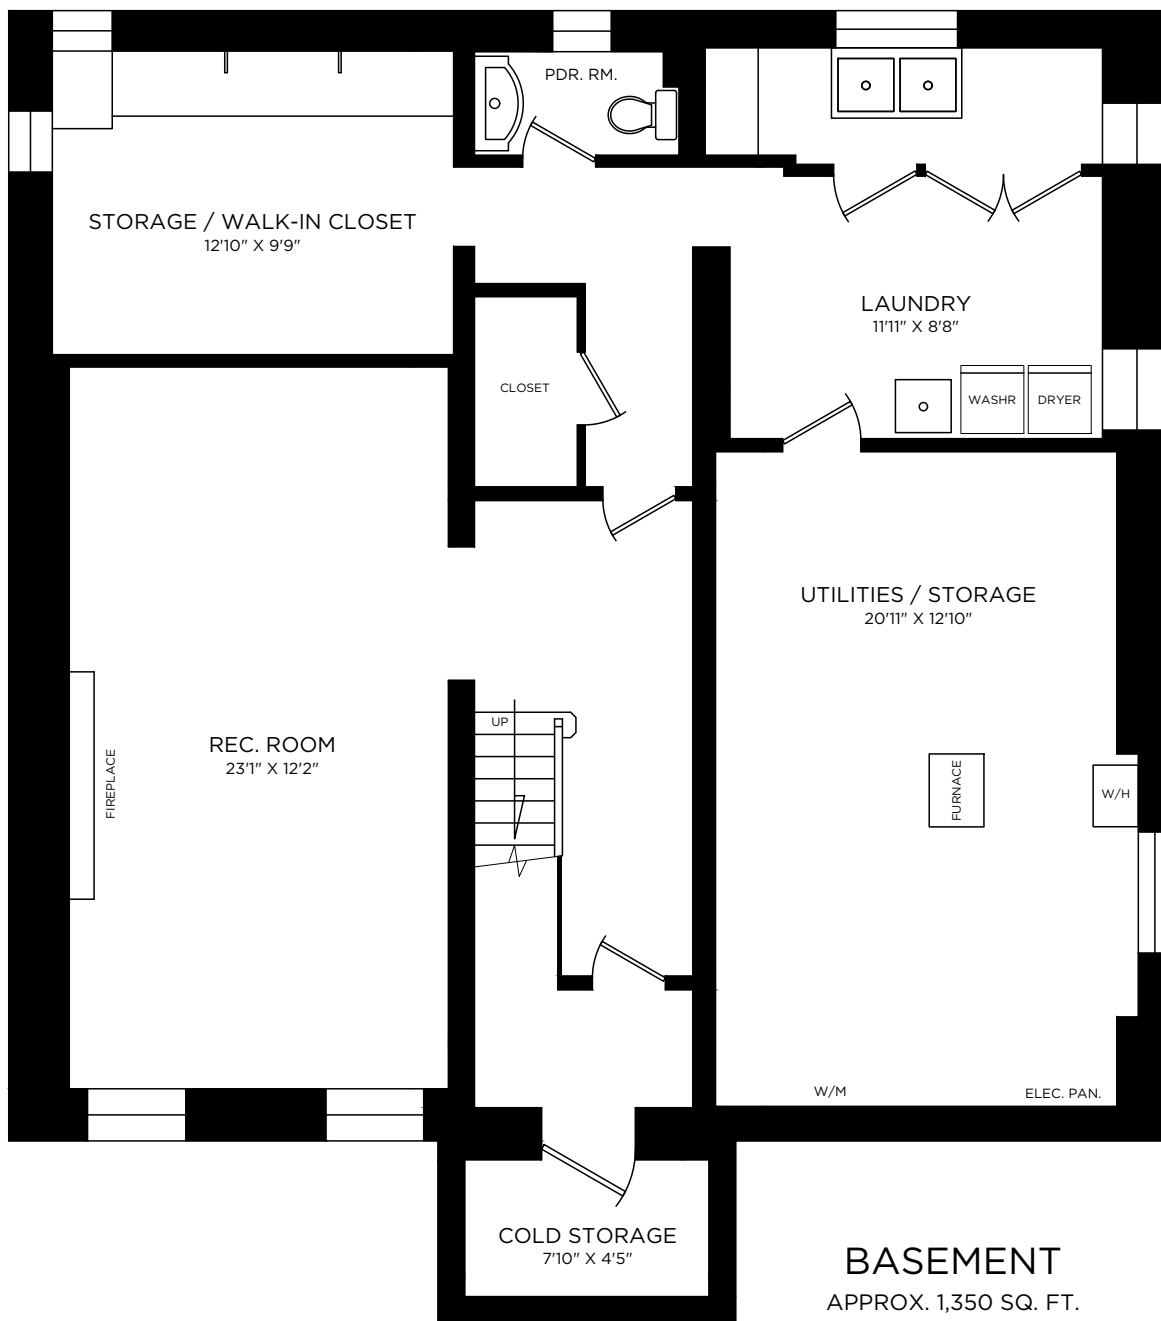 PDR. RM.
STORAGE / WALK-IN CLOSET
12'10" X 9'9"
LAUNDRY
11'11" X 8'8"
CLOSET
WASHR
DRYER
UTILITIES / STORAGE
20'11" X 12'10"
UP
REC. ROOM
23'1" X 12'2"
FIREPLACE
FURNACE
W/H
W/M
ELEC. PAN.
COLD STORAGE
7'10" X 4'5"
BASEMENT
APPROX. 1,350 SQ. FT.